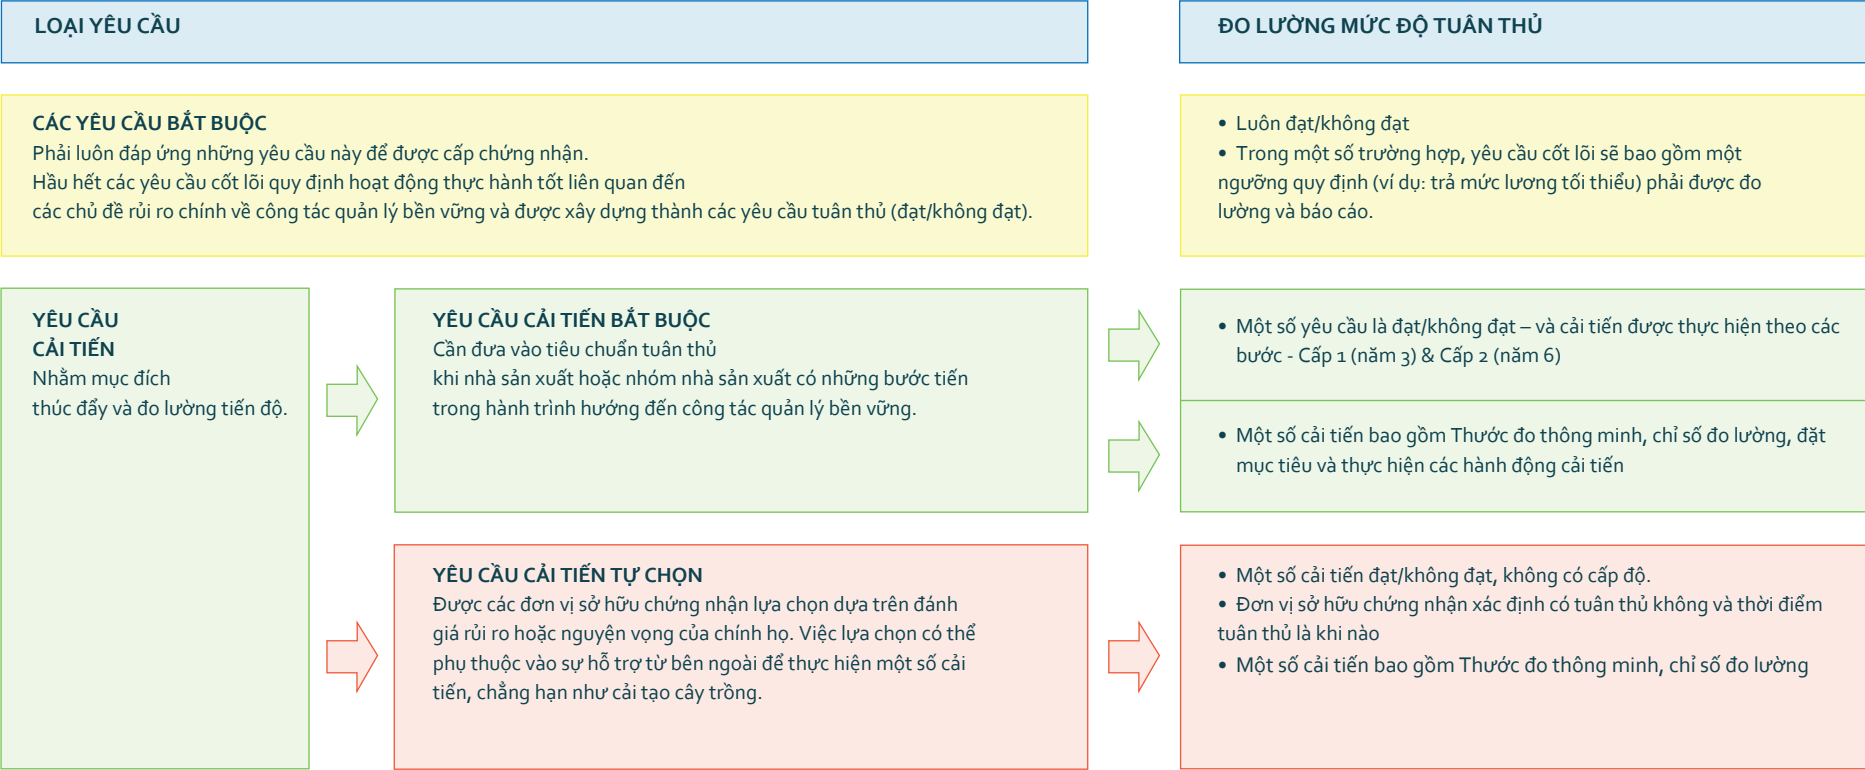 LOẠI YÊU CẦU
ĐO LƯỜNG MỨC ĐỘ TUÂN THỦ
CÁC YÊU CẦU BẮT BUỘC
Phải luôn đáp ứng những yêu cầu này để được cấp chứng nhận.
Hầu hết các yêu cầu cốt lõi quy định hoạt động thực hành tốt liên quan đến
các chủ đề rủi ro chính về công tác quản lý bền vững và được xây dựng thành các yêu cầu tuân thủ (đạt/không đạt).
• Luôn đạt/không đạt
• Trong một số trường hợp, yêu cầu cốt lõi sẽ bao gồm một
ngưỡng quy định (ví dụ: trả mức lương tối thiểu) phải được đo
lường và báo cáo.
YÊU CẦU
CẢI TIẾN
Nhằm mục đích
thúc đẩy và đo lường tiến độ.
YÊU CẦU CẢI TIẾN BẮT BUỘC
Cần đưa vào tiêu chuẩn tuân thủ
khi nhà sản xuất hoặc nhóm nhà sản xuất có những bước tiến
trong hành trình hướng đến công tác quản lý bền vững.
• Một số yêu cầu là đạt/không đạt – và cải tiến được thực hiện theo các
bước - Cấp 1 (năm 3) & Cấp 2 (năm 6)
• Một số cải tiến bao gồm Thước đo thông minh, chỉ số đo lường, đặt
mục tiêu và thực hiện các hành động cải tiến
YÊU CẦU CẢI TIẾN TỰ CHỌN
Được các đơn vị sở hữu chứng nhận lựa chọn dựa trên đánh
giá rủi ro hoặc nguyện vọng của chính họ. Việc lựa chọn có thể
phụ thuộc vào sự hỗ trợ từ bên ngoài để thực hiện một số cải
tiến, chẳng hạn như cải tạo cây trồng.
• Một số cải tiến đạt/không đạt, không có cấp độ.
• Đơn vị sở hữu chứng nhận xác định có tuân thủ không và thời điểm
tuân thủ là khi nào
• Một số cải tiến bao gồm Thước đo thông minh, chỉ số đo lường